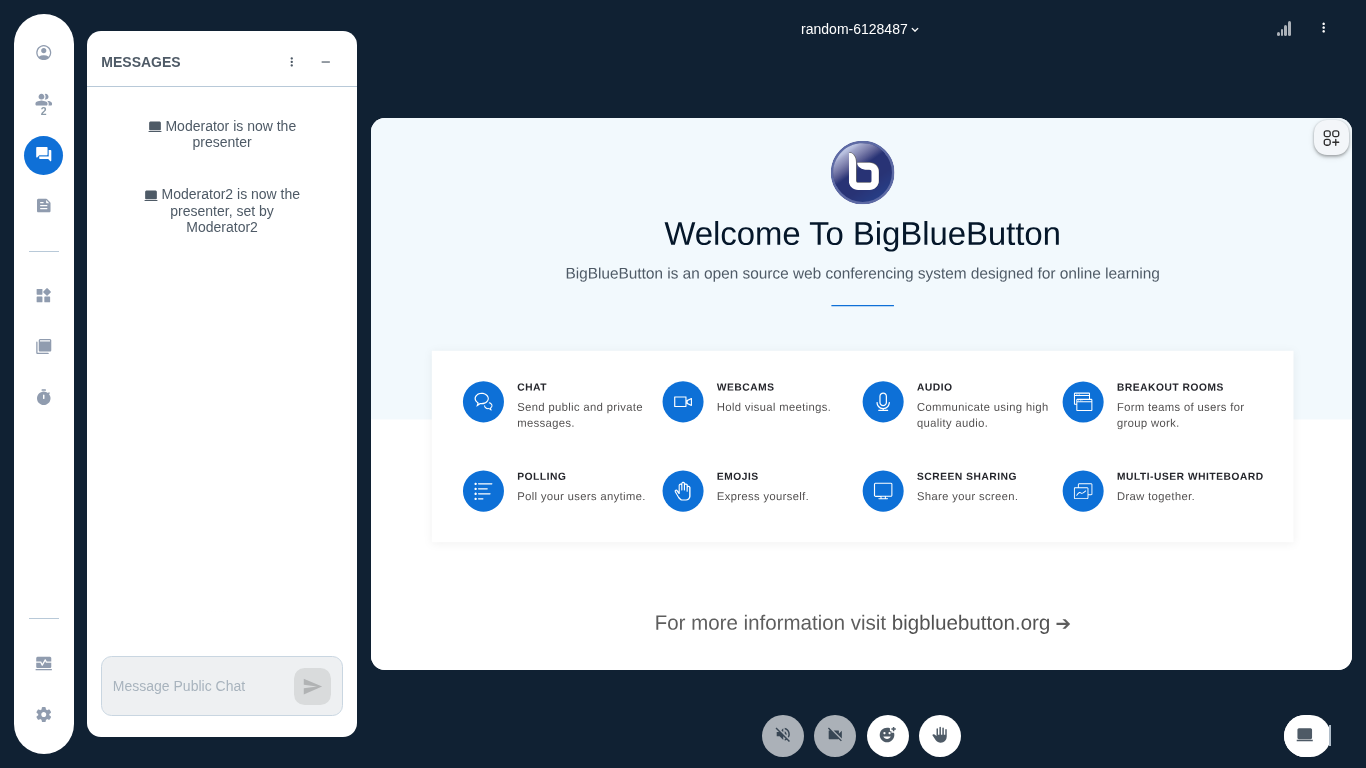 random-6128487
2
MESSAGES
Moderator is now the
presenter
Moderator2 is now the
presenter, set by
Moderator2
Message Public Chat
Welcome To BigBlueButton
BigBlueButton is an open source web conferencing system designed for online learning
CHAT
Send public and private
messages.
WEBCAMS
Hold visual meetings.
AUDIO
Communicate using high
quality audio.
BREAKOUT ROOMS
Form teams of users for
group work.
POLLING
Poll your users anytime.
EMOJIS
Express yourself.
SCREEN SHARING
Share your screen.
MULTI-USER WHITEBOARD
Draw together.
For more information visit bigbluebutton.org ➔